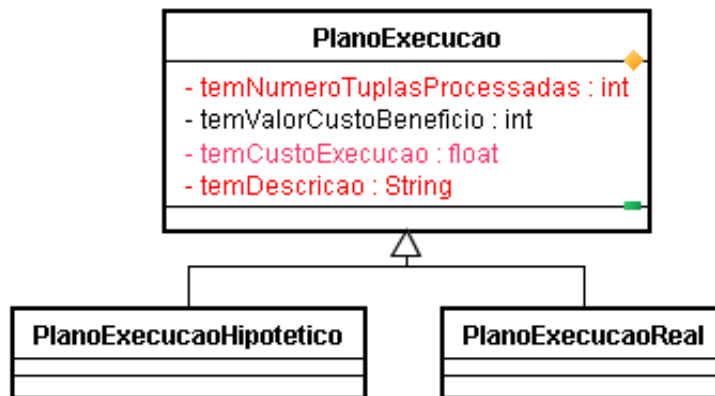 PlanoExecucao
- temNumeroTuplasProcessadas : int
- temValorCustoBeneficio : int
- temCustoExecucao : float
- temDescricao : String
PlanoExecucaoHipotetico
PlanoExecucaoReal